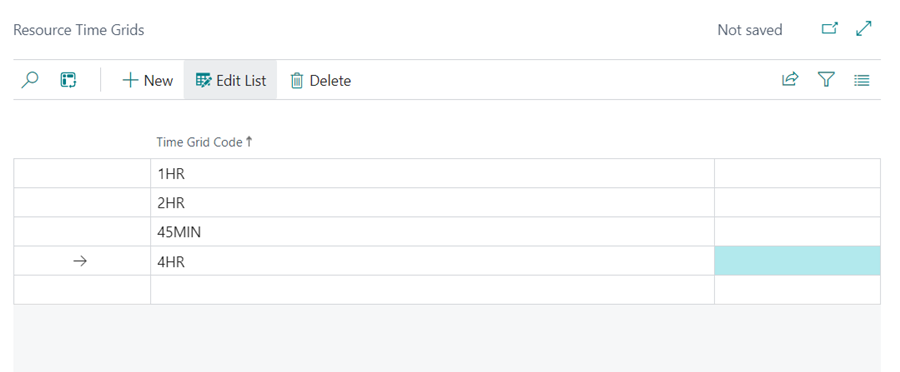 Resource Time Grids Not saved
New Edit List Delete
Time Grid Code↑
1HR
2HR
45MIN
4HR